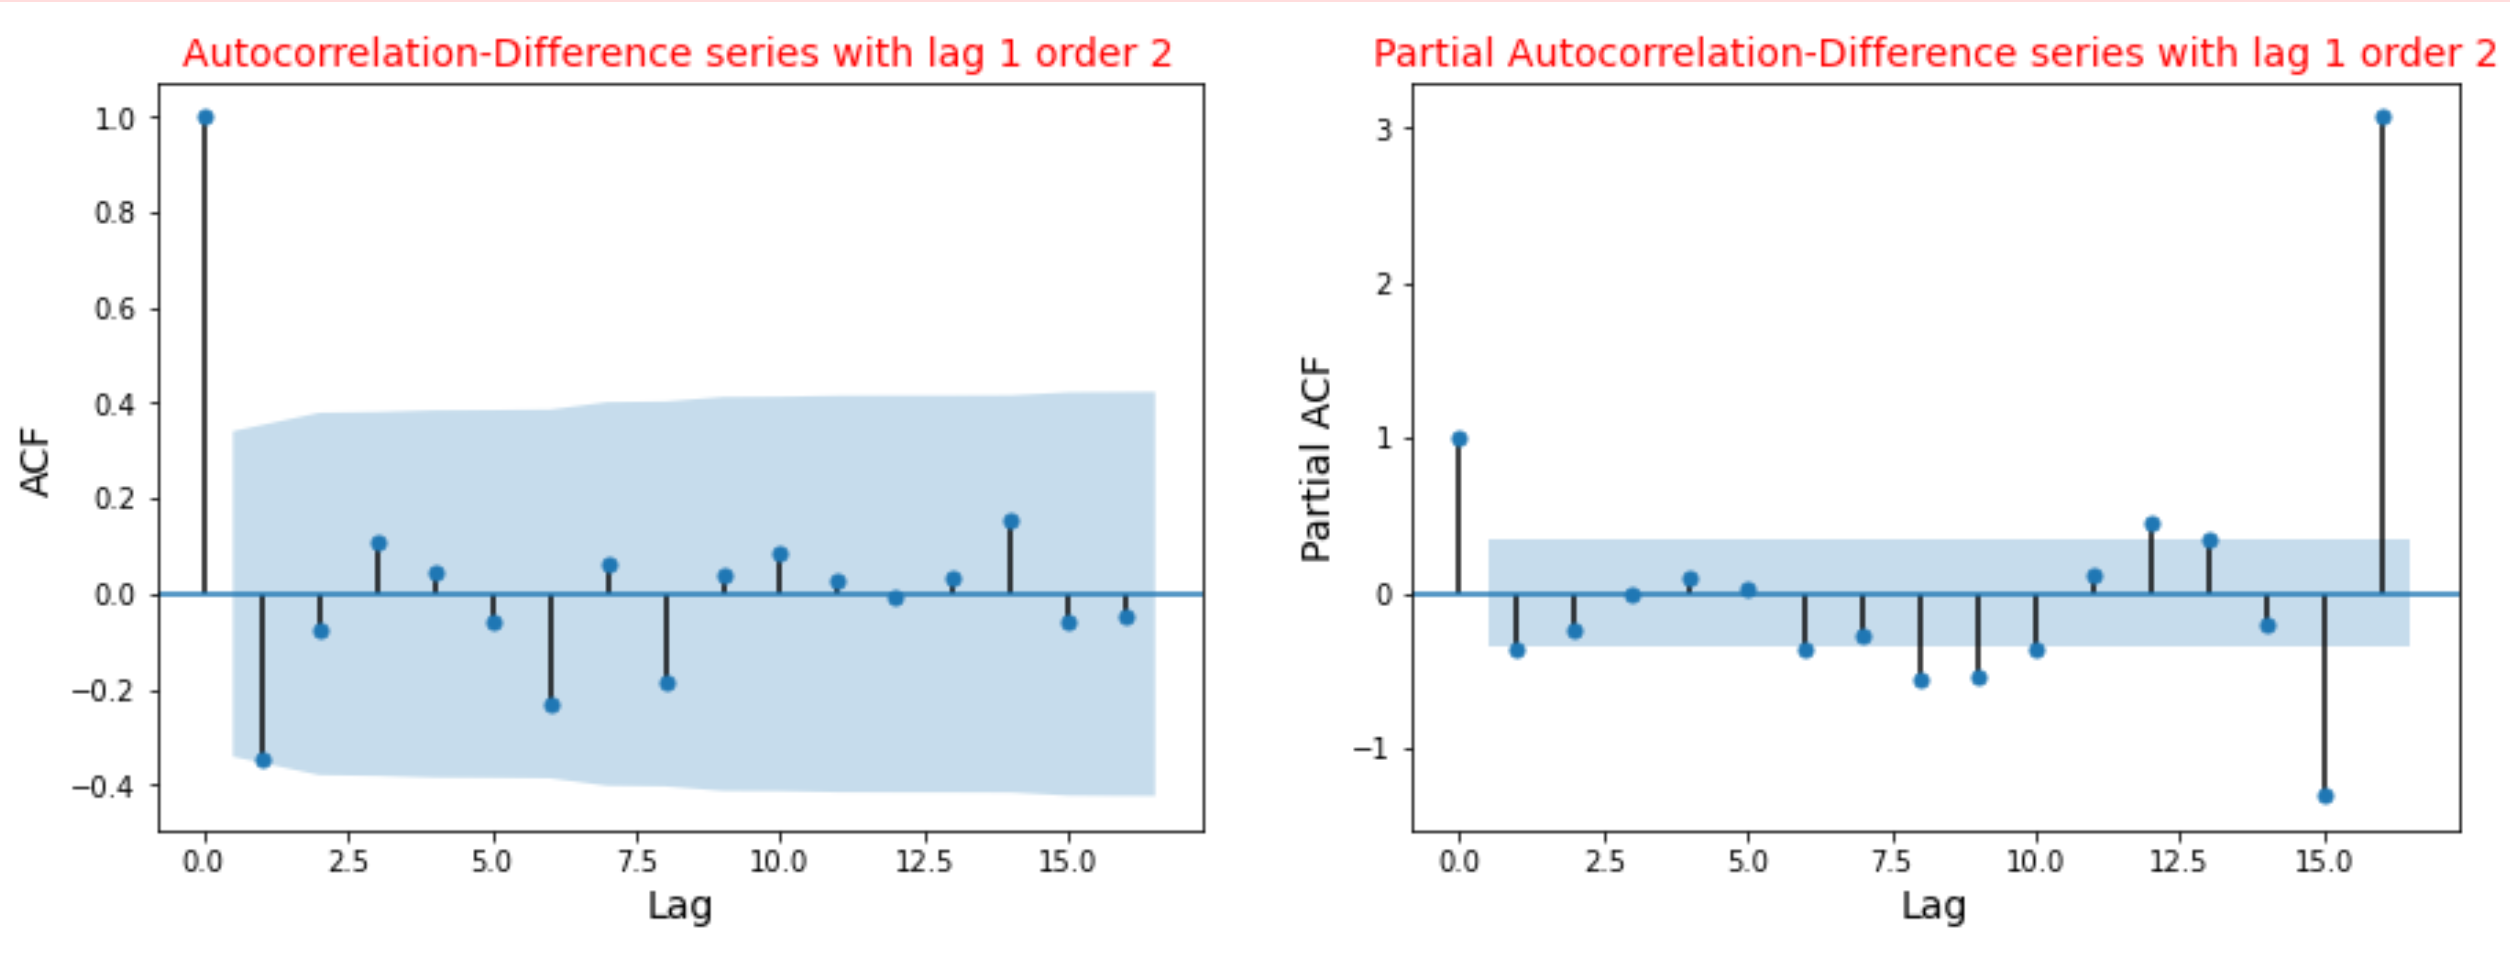 Autocorrelation-Difference series with lag 1 order 2
ACF
1.0
0.8
0.6
0.4
0.2
0.0
−0.2
−0.4
0.0 2.5 5.0 7.5 10.0 12.5 15.0
Lag
Partial Autocorrelation-Difference series with lag 1 order 2
Partial ACF
3
2
1
0
−1
0.0 2.5 5.0 7.5 10.0 12.5 15.0
Lag